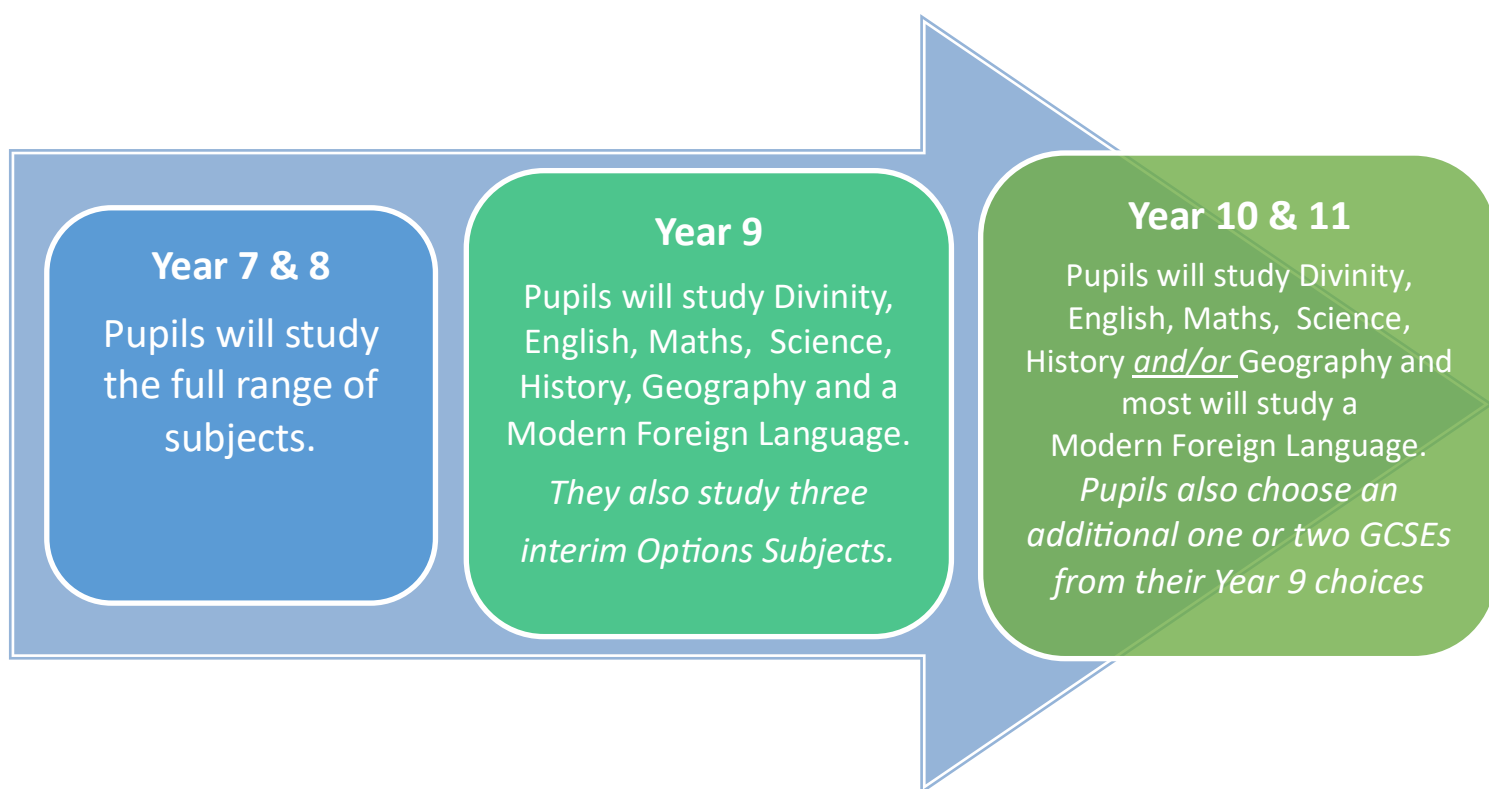 Year 7 & 8
Pupils will study
the full range of
subjects.
Year 9
Pupils will study Divinity,
English, Maths, Science,
History, Geography and a
Modern Foreign Language.
They also study three
interim Options Subjects.
Year 10 & 11
Pupils will study Divinity,
English, Maths, Science,
History and/or Geography and
most will study a
Modern Foreign Language.
Pupils also choose an
additional one or two GCSEs
from their Year 9 choices